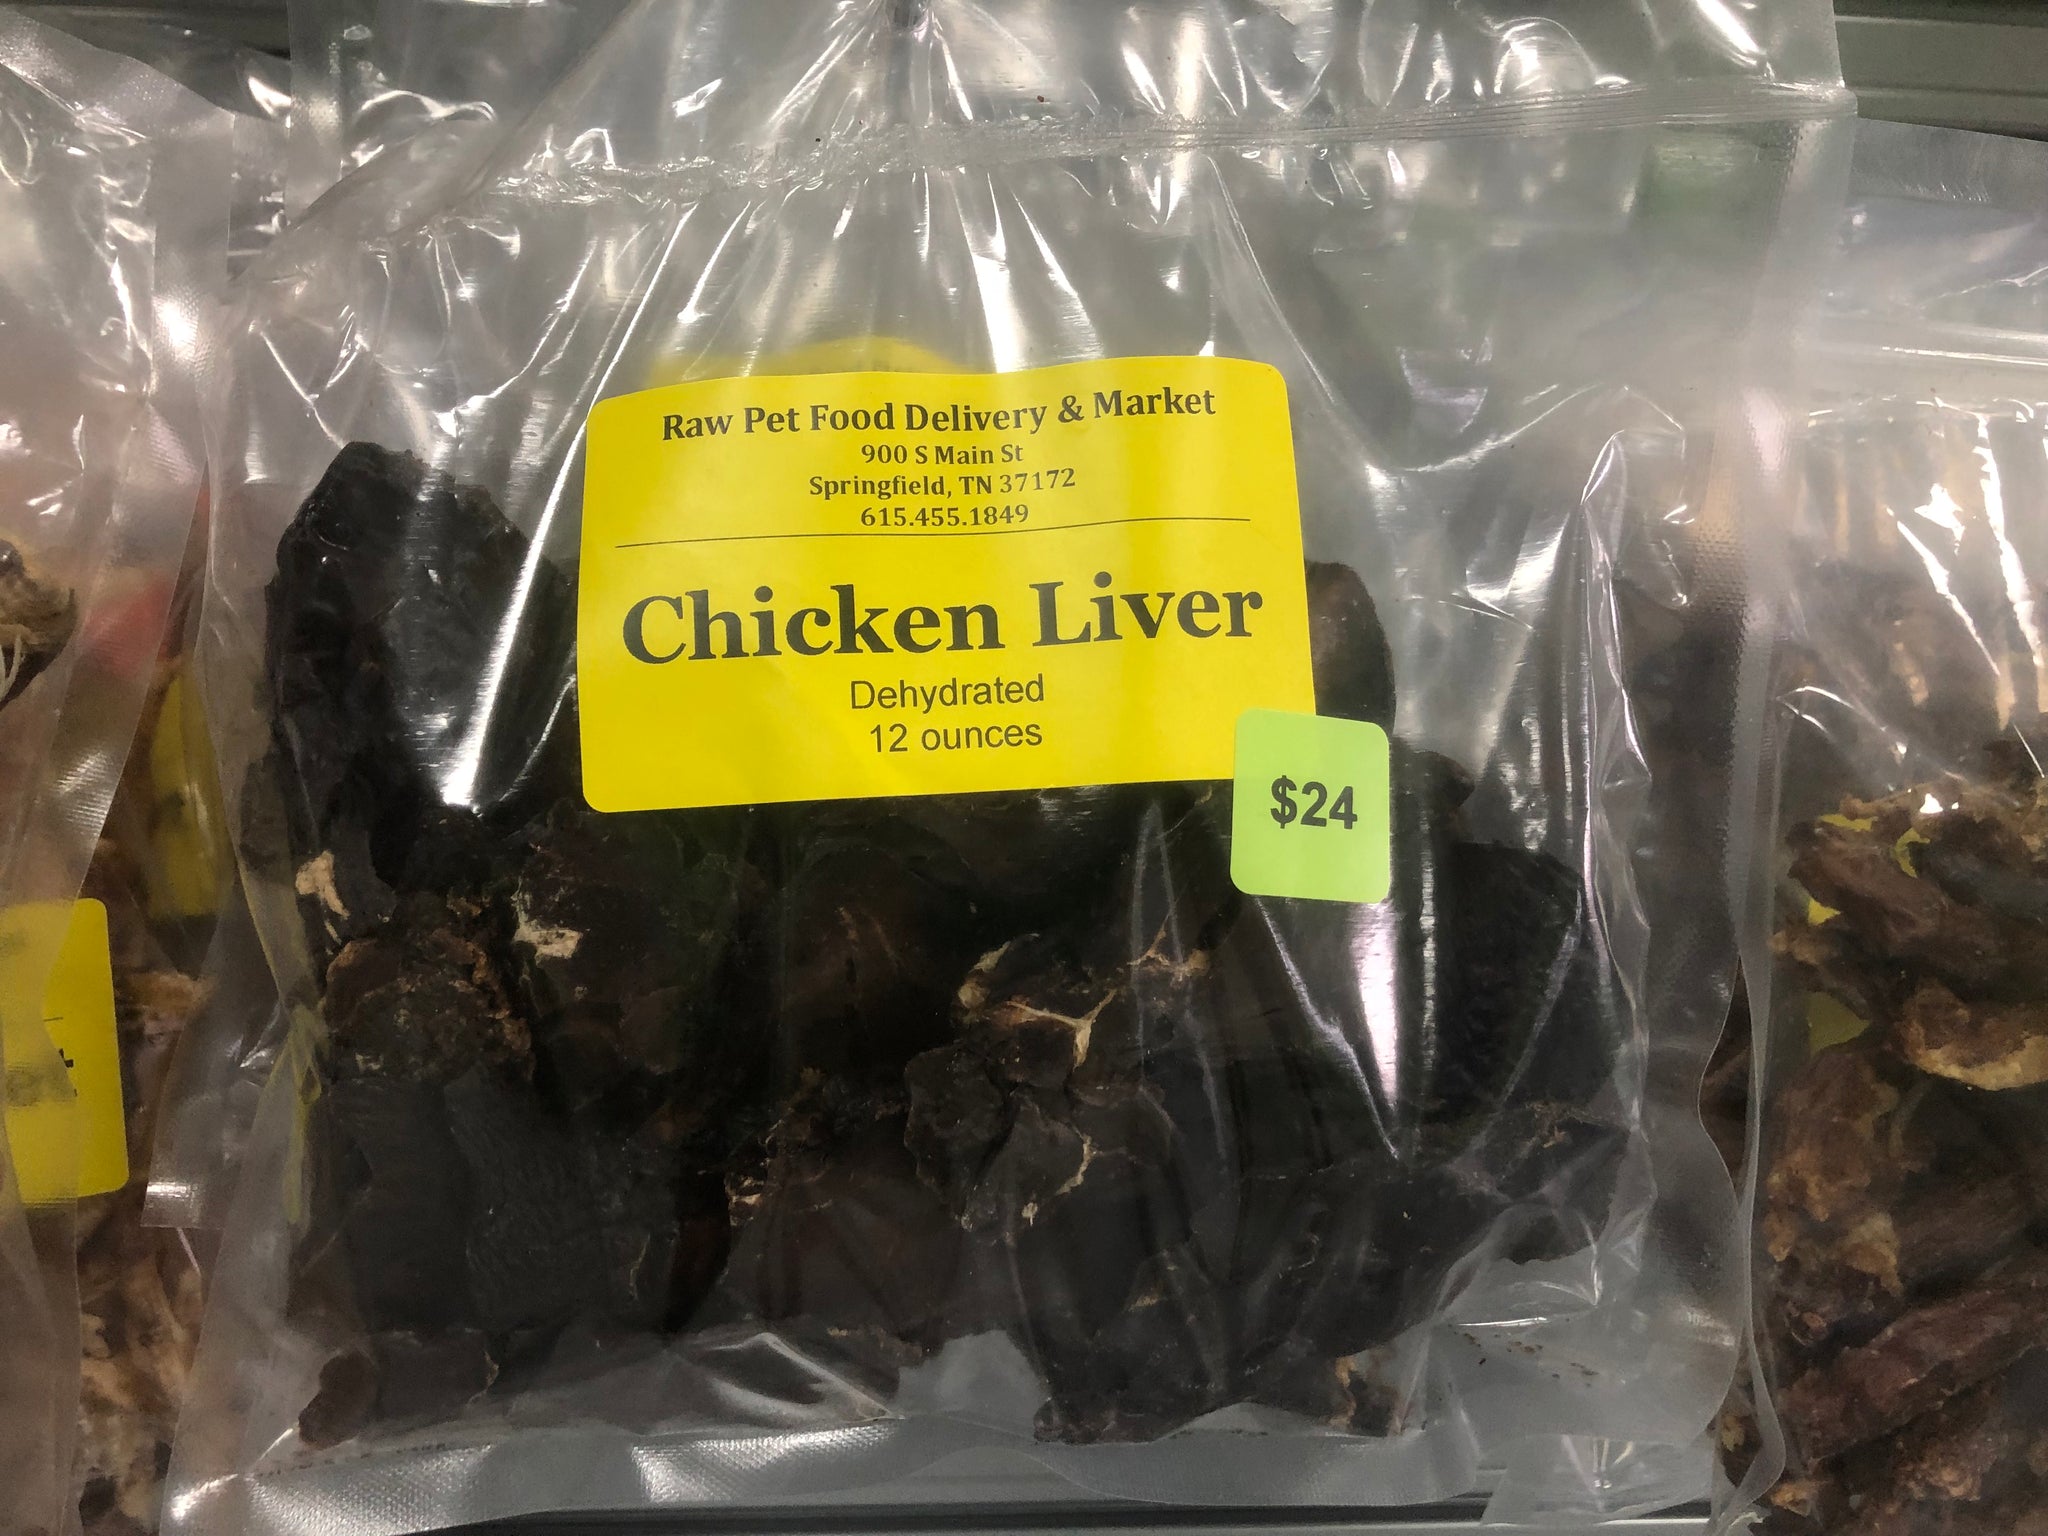 Raw Pet Food Delivery & Market
900 S Main St
Springfield, TN 37172
615.455.1849
Chicken Liver
Dehydrated
12 ounces
$24